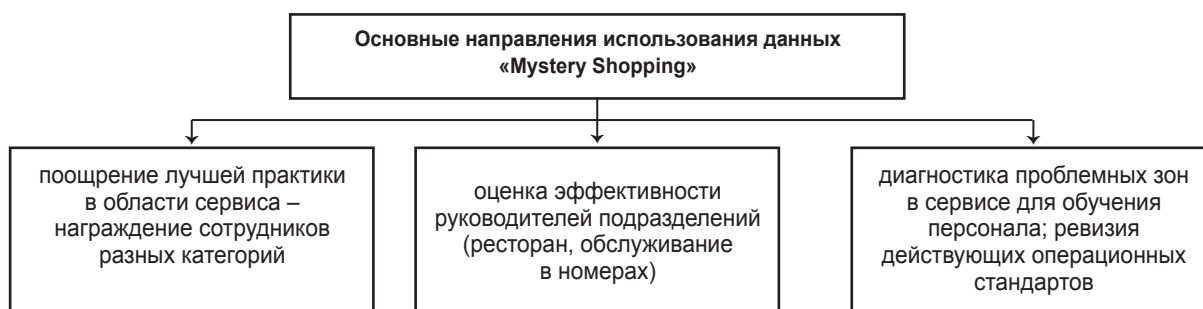 Основные направления использования данных
«Mystery Shopping»
поощрение лучшей практики
в области сервиса –
награждение сотрудников
разных категорий
оценка эффективности
руководителей подразделений
(ресторан, обслуживание
в номерах)
диагностика проблемных зон
в сервисе для обучения
персонала; ревизия
действующих операционных
стандартов